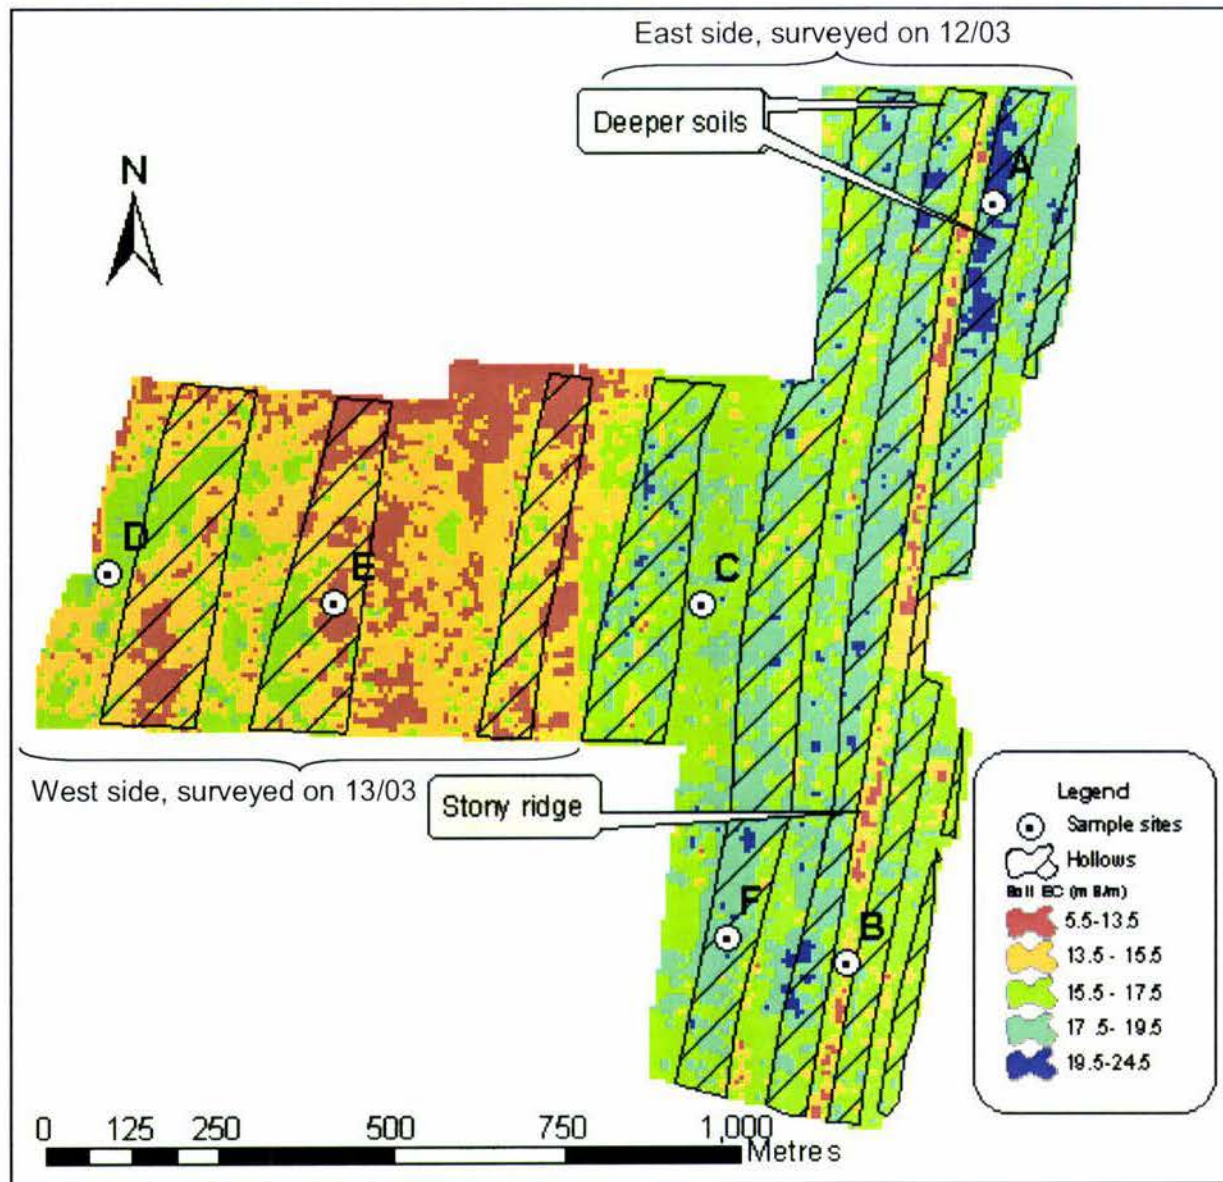 East side, surveyed on 12/03
Deeper soils
N
A
D
E
C
West side, surveyed on 13/03
Stony ridge
F
B
Legend
Sample sites
Hollows
Soil EC (m S/m)
5.5-13.5
13.5 - 15.5
15.5 - 17.5
17.5- 19.5
19.5-24.5
0 125 250 500 750 1,000
Metres